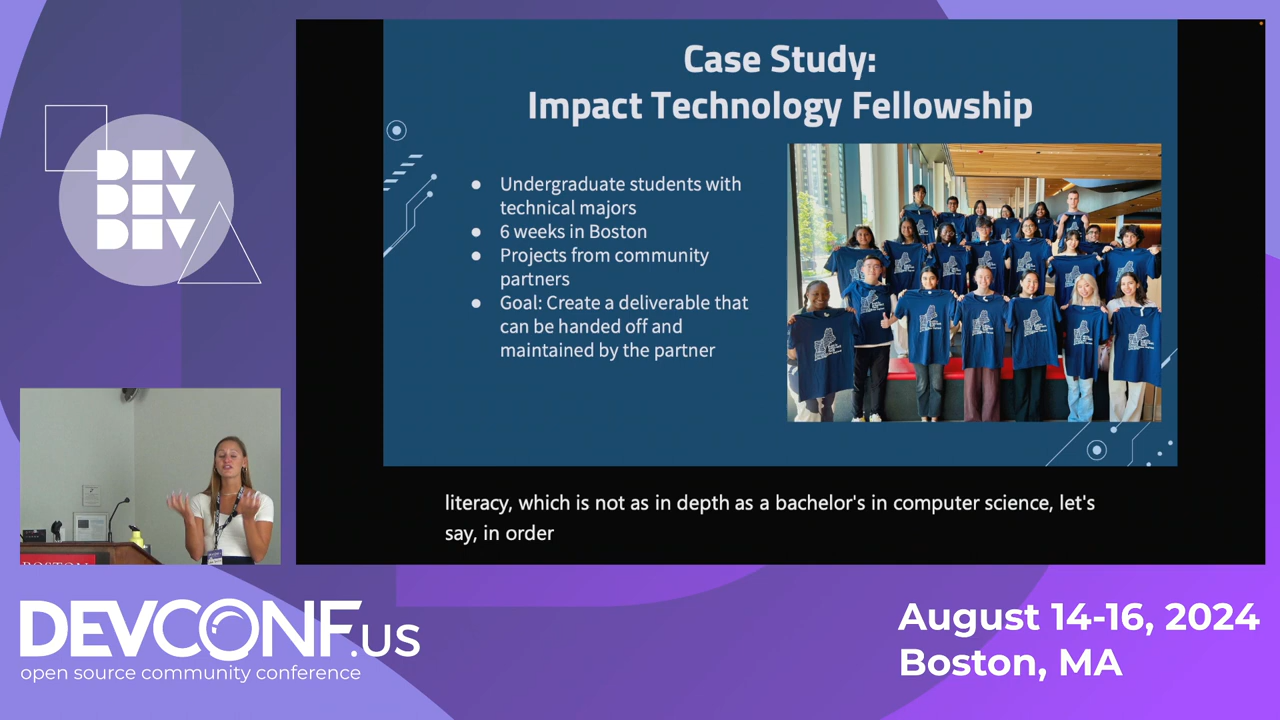 Case Study:
Impact Technology Fellowship
Undergraduate students with
technical majors
6 weeks in Boston
Projects from community
partners
Goal: Create a deliverable that
can be handed off and
maintained by the partner
literacy, which is not as in depth as a bachelor's in computer science, let's
say, in order
DEV
DEV
DEV
BOSTON
DEVCONF.US
open source community conference
August 14-16, 2024
Boston, MA